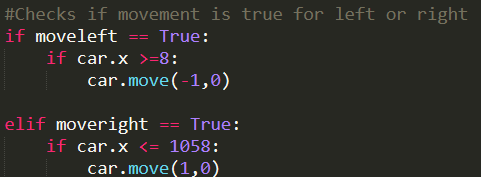 #Checks if movement is true for left or right
if moveleft == True:
    if car.x >=8:
        car.move(-1,0)

elif moveright == True:
    if car.x <= 1058:
        car.move(1,0)